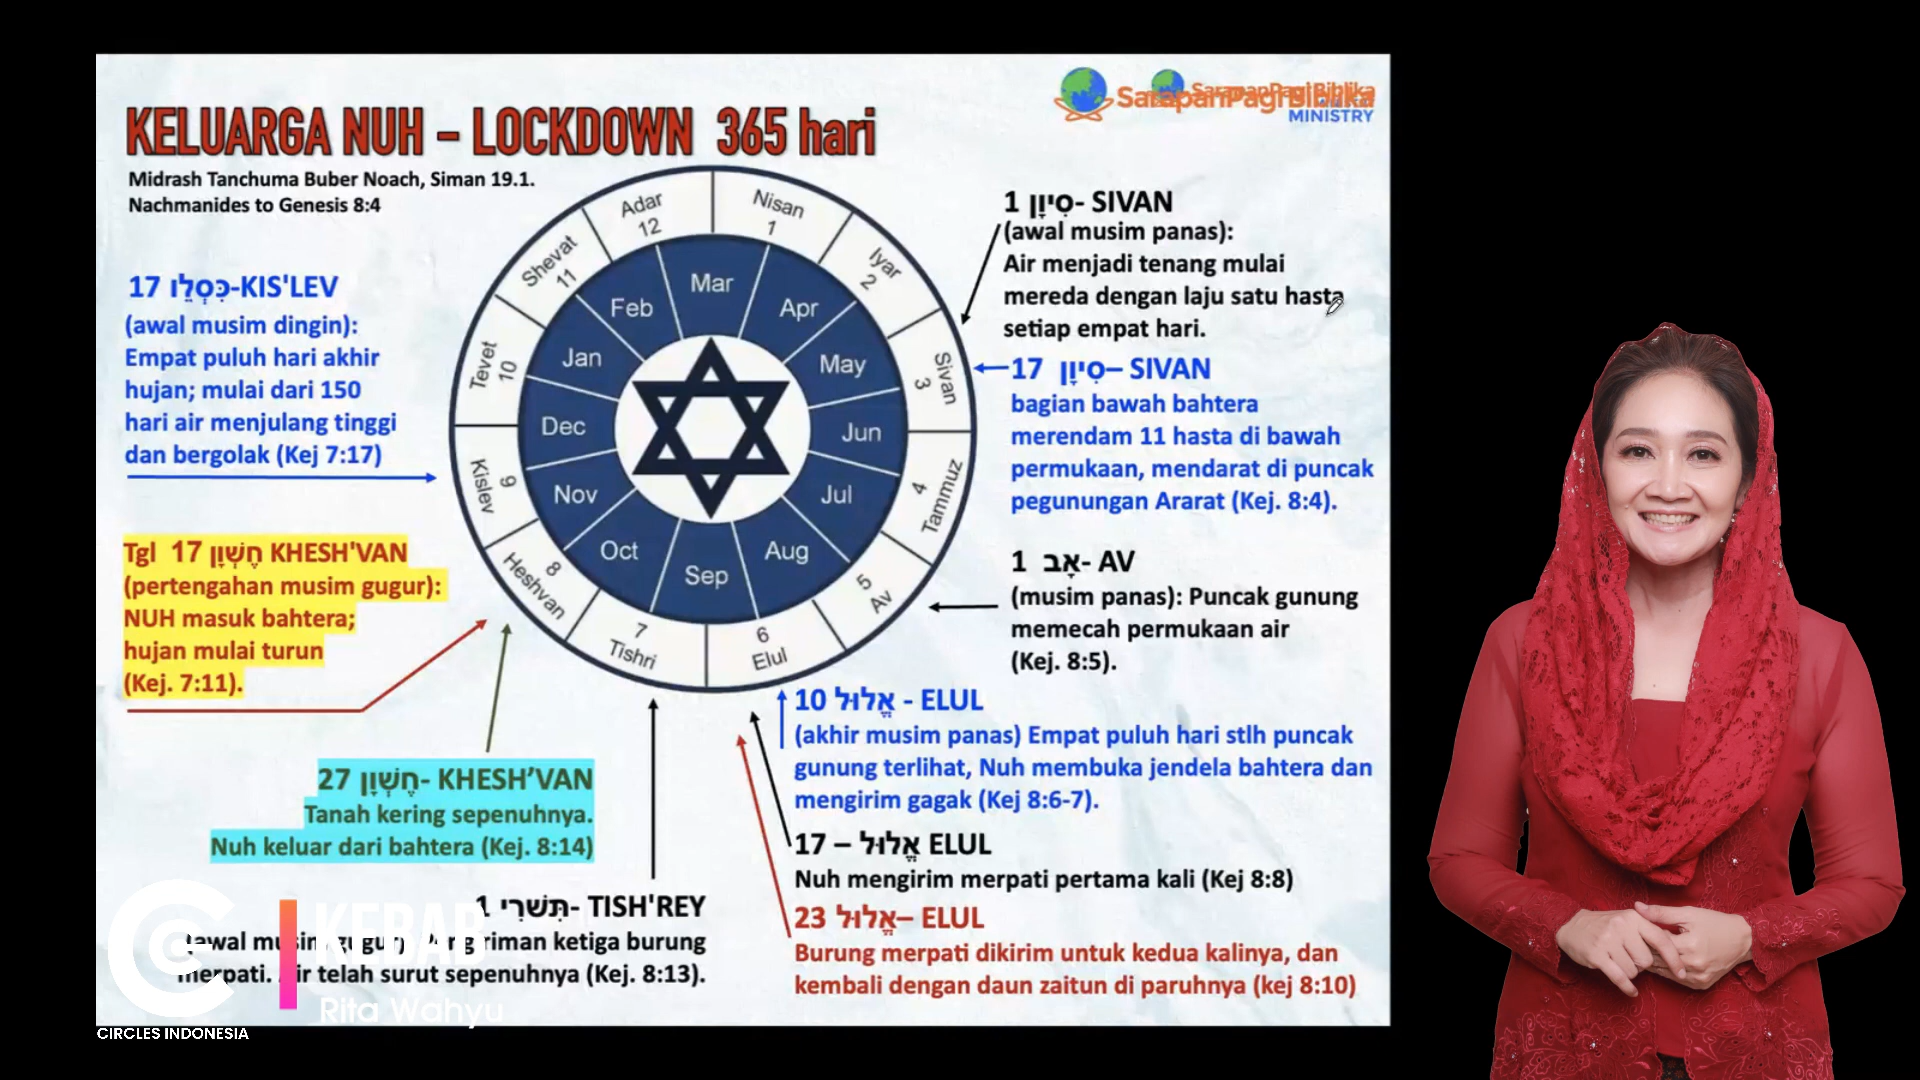 SarapanPagi Biblika
SarapanPagi Biblika
MINISTRY
KELUARGA NUH – LOCKDOWN 365 hari
Midrash Tanchuma Buber Noach, Siman 19.1.
Nachmanides to Genesis 8:4
17 כִּסְלֵו-KIS'LEV
(awal musim dingin):
Empat puluh hari akhir
hujan; mulai dari 150
hari air menjulang tinggi
dan bergolak (Kej 7:17)
Tgl 17 חֶשְׁוָן KHESH'VAN
(pertengahan musim gugur):
NUH masuk bahtera;
hujan mulai turun
(Kej. 7:11).
27 חֶשְׁוָן- KHESH’VAN
Tanah kering sepenuhnya.
Nuh keluar dari bahtera (Kej. 8:14)
1 תִּשְׁרִי- TISH'REY
(awal musim gugur) Pengiriman ketiga burung
merpati. Air telah surut sepenuhnya (Kej. 8:13).
Nisan
1
Iyar
2
Sivan
3
Tammuz
4
Av
5
Elul
6
Tishri
7
Heshvan
8
Kislev
9
Tevet
10
Shevat
11
Adar
12
Mar
Apr
May
Jun
Jul
Aug
Sep
Oct
Nov
Dec
Jan
Feb
1 סִיוָן- SIVAN
(awal musim panas):
Air menjadi tenang mulai
mereda dengan laju satu hasta
setiap empat hari.
17 סִיוָן– SIVAN
bagian bawah bahtera
merendam 11 hasta di bawah
permukaan, mendarat di puncak
pegunungan Ararat (Kej. 8:4).
1 אָב- AV
(musim panas): Puncak gunung
memecah permukaan air
(Kej. 8:5).
10 אֱלוּל - ELUL
(akhir musim panas) Empat puluh hari stlh puncak
gunung terlihat, Nuh membuka jendela bahtera dan
mengirim gagak (Kej 8:6-7).
17 – אֱלוּל ELUL
Nuh mengirim merpati pertama kali (Kej 8:8)
23 אֱלוּל– ELUL
Burung merpati dikirim untuk kedua kalinya, dan
kembali dengan daun zaitun di paruhnya (kej 8:10)
KEBAB
Rita Wahyu
CIRCLES INDONESIA